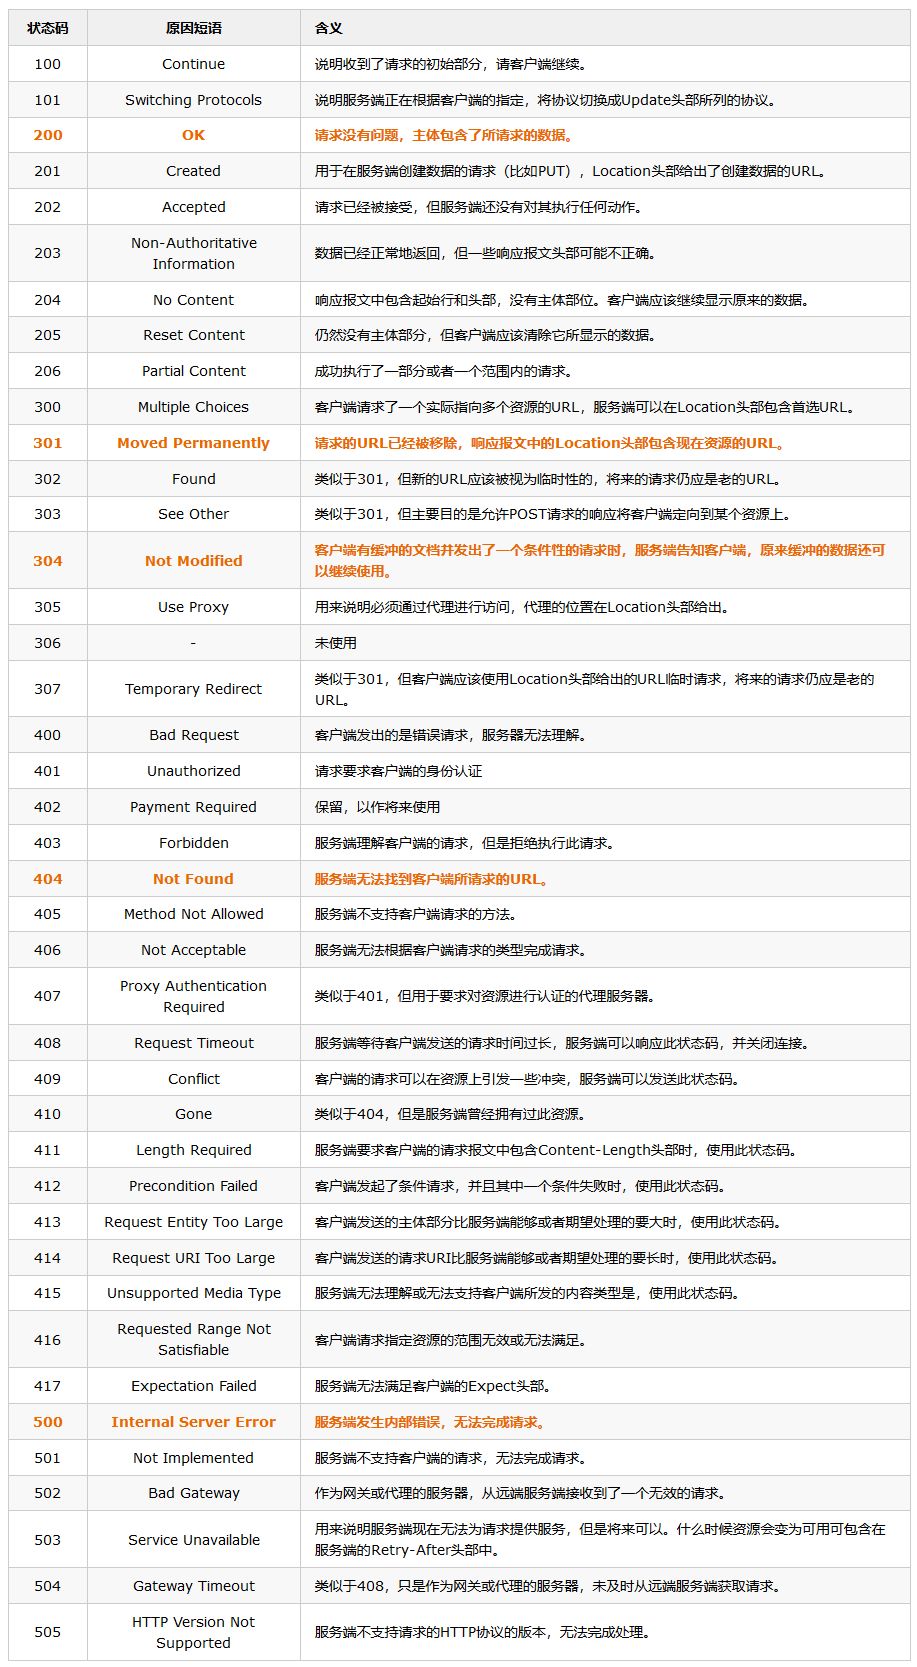 状态码 原因短语 含义
100 Continue 说明收到了请求的初始部分，请客户端继续。
101 Switching Protocols 说明服务端正在根据客户端的指定，将协议切换成Update头部所列的协议。
200 OK 请求没有问题，主体包含了所请求的数据。
201 Created 用于在服务端创建数据的请求（比如PUT），Location头部给出了创建数据的URL。
202 Accepted 请求已经被接受，但服务端还没有对其执行任何动作。
203 Non-Authoritative
Information 数据已经正常地返回，但一些响应报文头部可能不正确。
204 No Content 响应报文中包含起始行和头部，没有主体部位。客户端应该继续显示原来的数据。
205 Reset Content 仍然没有主体部分，但客户端应该清除它所显示的数据。
206 Partial Content 成功执行了一部分或者一个范围内的请求。
300 Multiple Choices 客户端请求了一个实际指向多个资源的URL，服务端可以在Location头部包含首选URL。
301 Moved Permanently 请求的URL已经被移除，响应报文中的Location头部包含现在资源的URL。
302 Found 类似于301，但新的URL应该被视为临时性的，将来的请求仍应是老的URL。
303 See Other 类似于301，但主要目的是允许POST请求的响应将客户端定向到某个资源上。
304 Not Modified 客户端有缓冲的文档并发出了一个条件性的请求时，服务端告知客户端，原来缓冲的数据还可
以继续使用。
305 Use Proxy 用来说明必须通过代理进行访问，代理的位置在Location头部给出。
306 - 未使用
307 Temporary Redirect 类似于301，但客户端应该使用Location头部给出的URL临时请求，将来的请求仍应是老的
URL。
400 Bad Request 客户端发出的是错误请求，服务器无法理解。
401 Unauthorized 请求要求客户端的身份认证
402 Payment Required 保留，以作将来使用
403 Forbidden 服务端理解客户端的请求，但是拒绝执行此请求。
404 Not Found 服务端无法找到客户端所请求的URL。
405 Method Not Allowed 服务端不支持客户端请求的方法。
406 Not Acceptable 服务端无法根据客户端请求的类型完成请求。
407 Proxy Authentication
Required 类似于401，但用于要求对资源进行认证的代理服务器。
408 Request Timeout 服务端等待客户端发送的请求时间过长，服务端可以响应此状态码，并关闭连接。
409 Conflict 客户端的请求可以在资源上引发一些冲突，服务端可以发送此状态码。
410 Gone 类似于404，但是服务端曾经拥有过此资源。
411 Length Required 服务端要求客户端的请求报文中包含Content-Length头部时，使用此状态码。
412 Precondition Failed 客户端发起了条件请求，并且其中一个条件失败时，使用此状态码。
413 Request Entity Too Large 客户端发送的主体部分比服务端能够或者期望处理的要大时，使用此状态码。
414 Request URI Too Large 客户端发送的请求URI比服务端能够或者期望处理的要长时，使用此状态码。
415 Unsupported Media Type 服务端无法理解或无法支持客户端所发的内容类型是，使用此状态码。
416 Requested Range Not
Satisfiable 客户端请求指定资源的范围无效或无法满足。
417 Expectation Failed 服务端无法满足客户端的Expect头部。
500 Internal Server Error 服务端发生内部错误，无法完成请求。
501 Not Implemented 服务端不支持客户端的请求，无法完成请求。
502 Bad Gateway 作为网关或代理的服务器，从远端服务端接收到了一个无效的请求。
503 Service Unavailable 用来说明服务端现在无法为请求提供服务，但是将来可以。什么时候资源会变为可用可包含在
服务端的Retry-After头部中。
504 Gateway Timeout 类似于408，只是作为网关或代理的服务器，未及时从远端服务端获取请求。
505 HTTP Version Not
Supported 服务端不支持请求的HTTP协议的版本，无法完成处理。